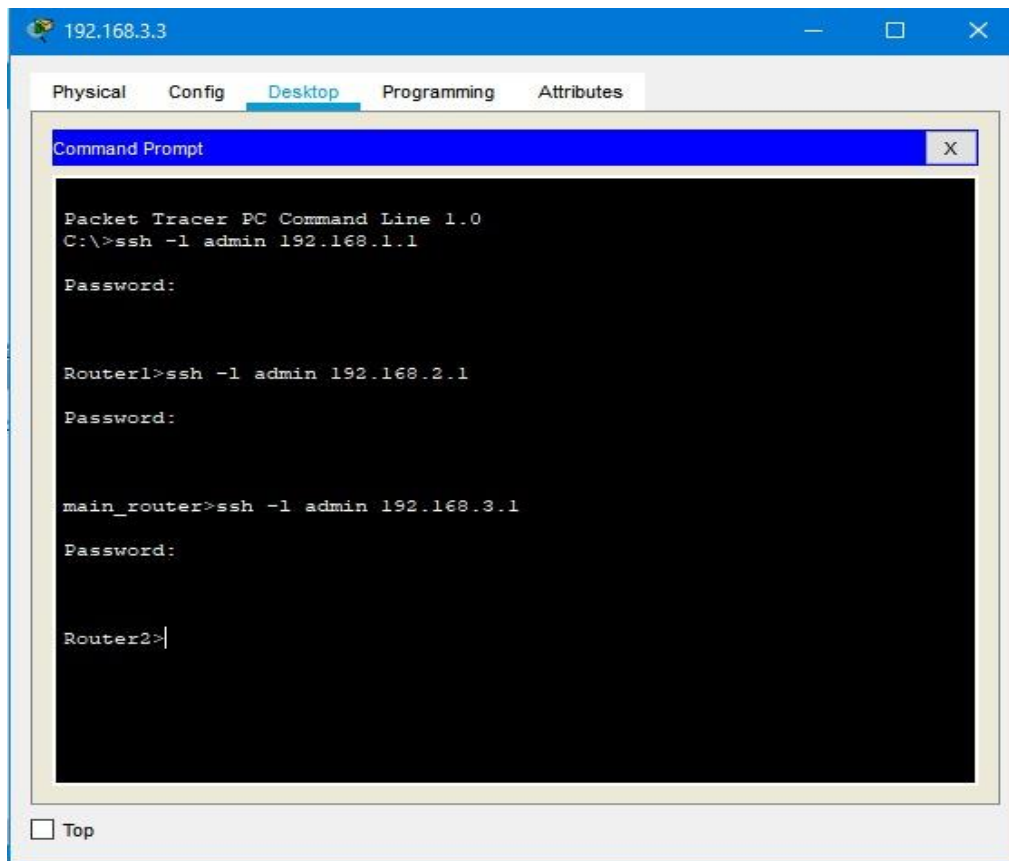 192.168.3.3
Physical Config Desktop Programming Attributes
Command Prompt X
Packet Tracer PC Command Line 1.0
C:\>ssh -l admin 192.168.1.1
Password:
Router1>ssh -l admin 192.168.2.1
Password:
main_router>ssh -l admin 192.168.3.1
Password:
Router2>
Top